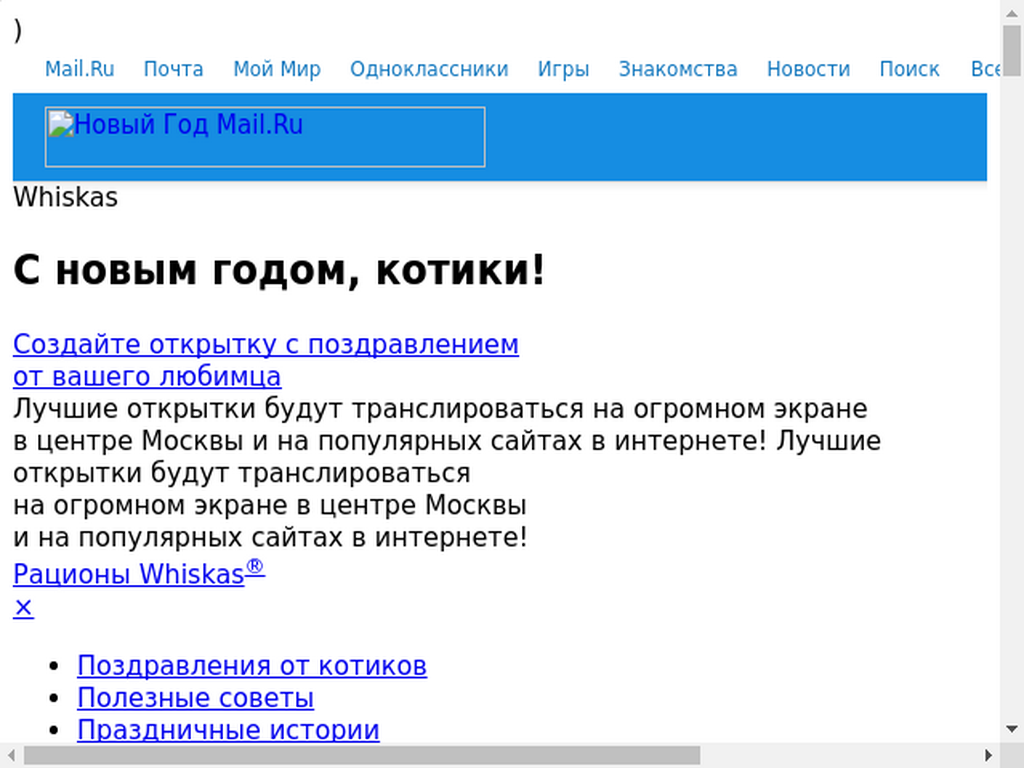 )
Mail.Ru Почта Мой Мир Одноклассники Игры Знакомства Новости Поиск Все
Новый Год Mail.Ru
Whiskas
С новым годом, котики!
Создайте открытку с поздравлением
от вашего любимца
Лучшие открытки будут транслироваться на огромном экране
в центре Москвы и на популярных сайтах в интернете! Лучшие
открытки будут транслироваться
на огромном экране в центре Москвы
и на популярных сайтах в интернете!
Рационы Whiskas®
×
• Поздравления от котиков
• Полезные советы
• Праздничные истории